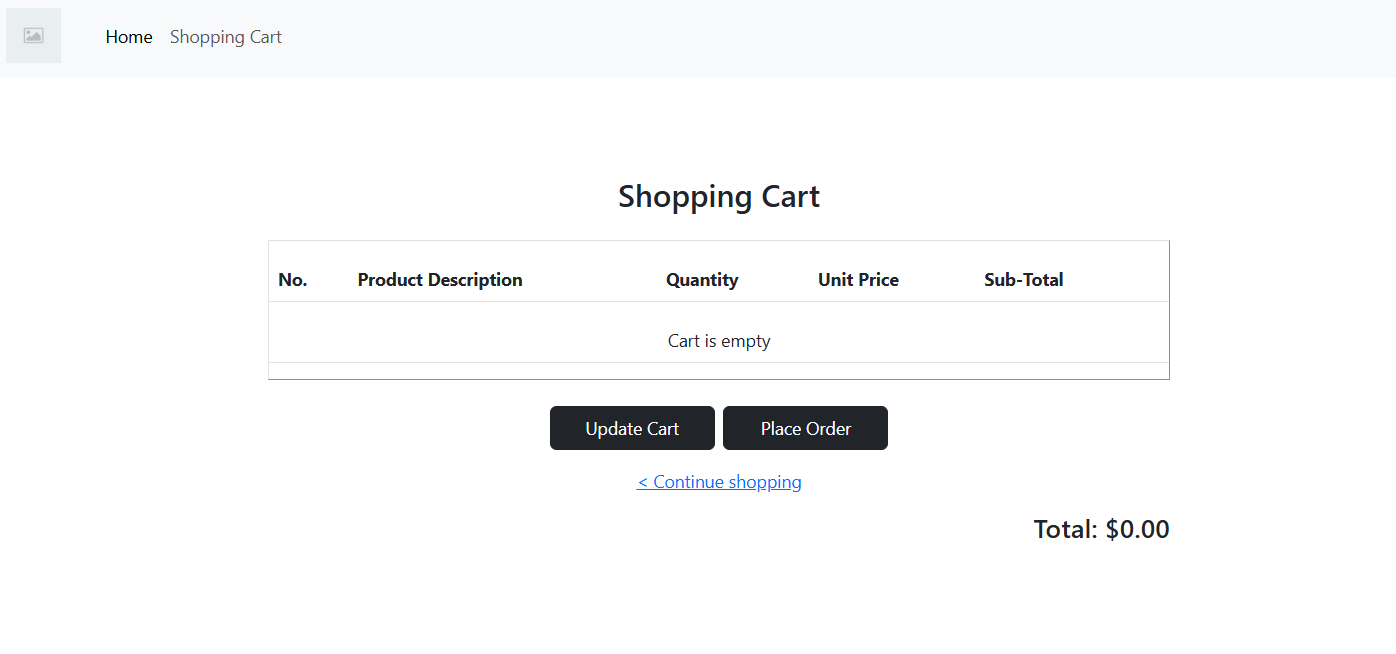 Home Shopping Cart
Shopping Cart
No. Product Description Quantity Unit Price Sub-Total
Cart is empty
Update Cart Place Order
< Continue shopping
Total: $0.00